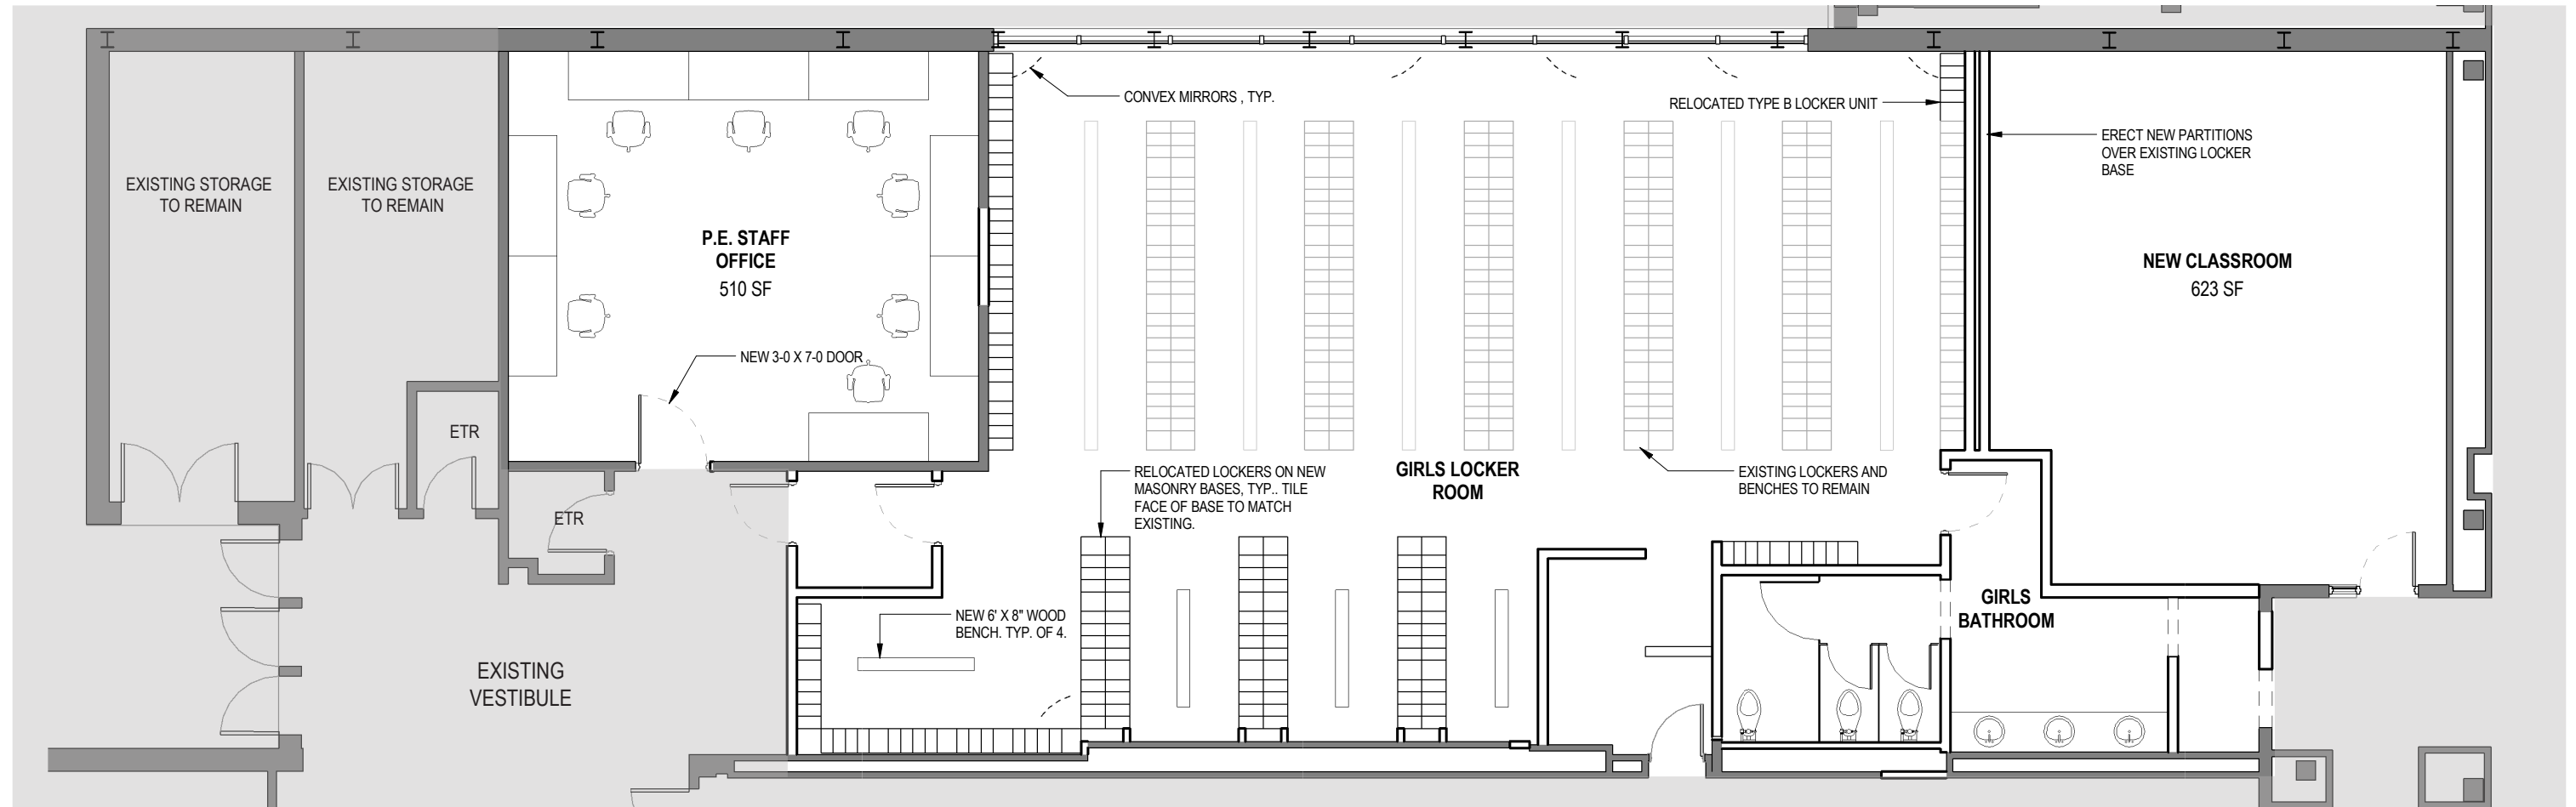 CONVEX MIRRORS , TYP.
RELOCATED TYPE B LOCKER UNIT
ERECT NEW PARTITIONS
OVER EXISTING LOCKER
BASE
EXISTING STORAGE
TO REMAIN
EXISTING STORAGE
TO REMAIN
P.E. STAFF
OFFICE
510 SF
NEW CLASSROOM
623 SF
NEW 3-0 X 7-0 DOOR
ETR
ETR
RELOCATED LOCKERS ON NEW
MASONRY BASES, TYP.. TILE
FACE OF BASE TO MATCH
EXISTING.
GIRLS LOCKER
ROOM
EXISTING LOCKERS AND
BENCHES TO REMAIN
NEW 6' X 8" WOOD
BENCH. TYP. OF 4.
GIRLS
BATHROOM
EXISTING
VESTIBULE